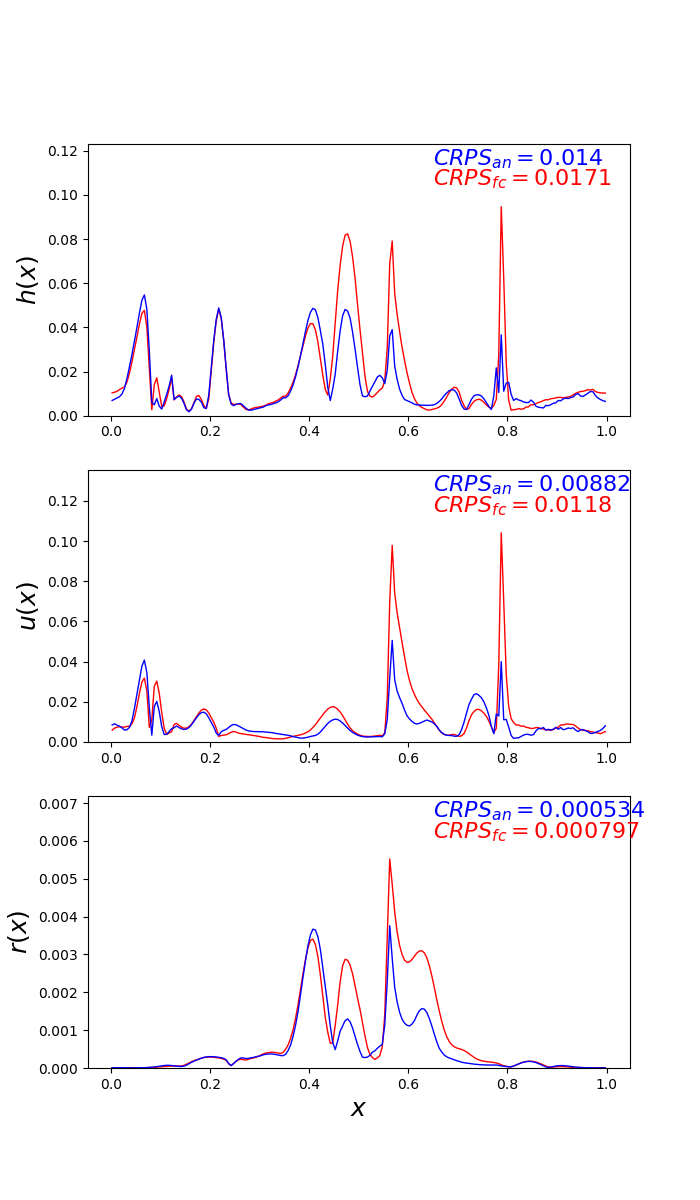 CRPS_an = 0.014
CRPS_fc = 0.0171
0.12
0.10
0.08
0.06
0.04
0.02
0.00
h(x)
0.0 0.2 0.4 0.6 0.8 1.0
CRPS_an = 0.00882
CRPS_fc = 0.0118
0.12
0.10
0.08
0.06
0.04
0.02
0.00
u(x)
0.0 0.2 0.4 0.6 0.8 1.0
CRPS_an = 0.000534
CRPS_fc = 0.000797
0.007
0.006
0.005
0.004
0.003
0.002
0.001
0.000
r(x)
0.0 0.2 0.4 0.6 0.8 1.0
x